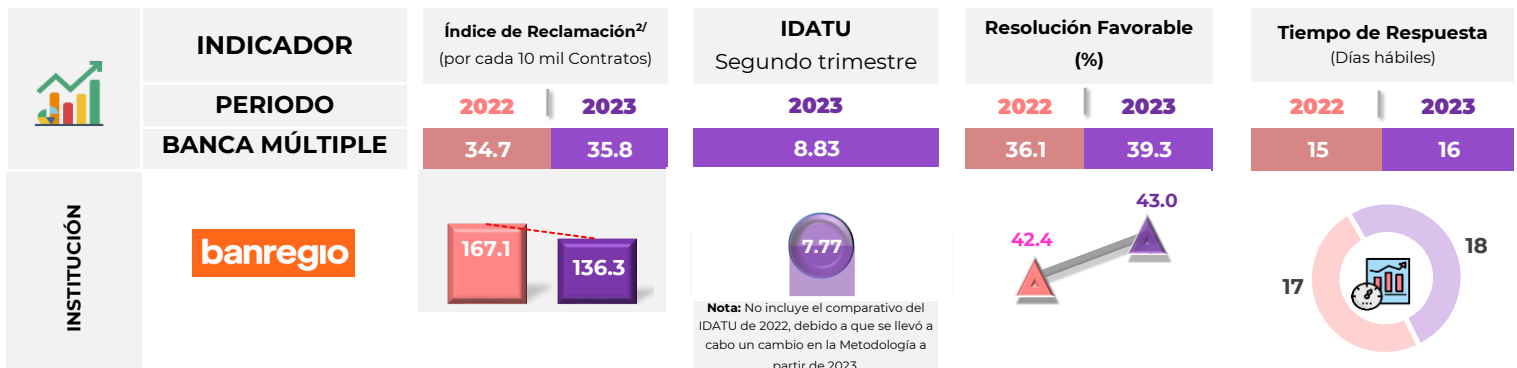 INDICADOR
Índice de Reclamación2/
(por cada 10 mil Contratos)
IDATU
Segundo trimestre
Resolución Favorable
(%)
Tiempo de Respuesta
(Días hábiles)
PERIODO
2022 2023
2023
2022 2023
2022 2023
BANCA MÚLTIPLE
34.7 35.8
8.83
36.1 39.3
15 16
INSTITUCIÓN
banregio
167.1
136.3
7.77
Nota: No incluye el comparativo del
IDATU de 2022, debido a que se llevó a
cabo un cambio en la Metodología a
partir de 2023
42.4
43.0
17
18